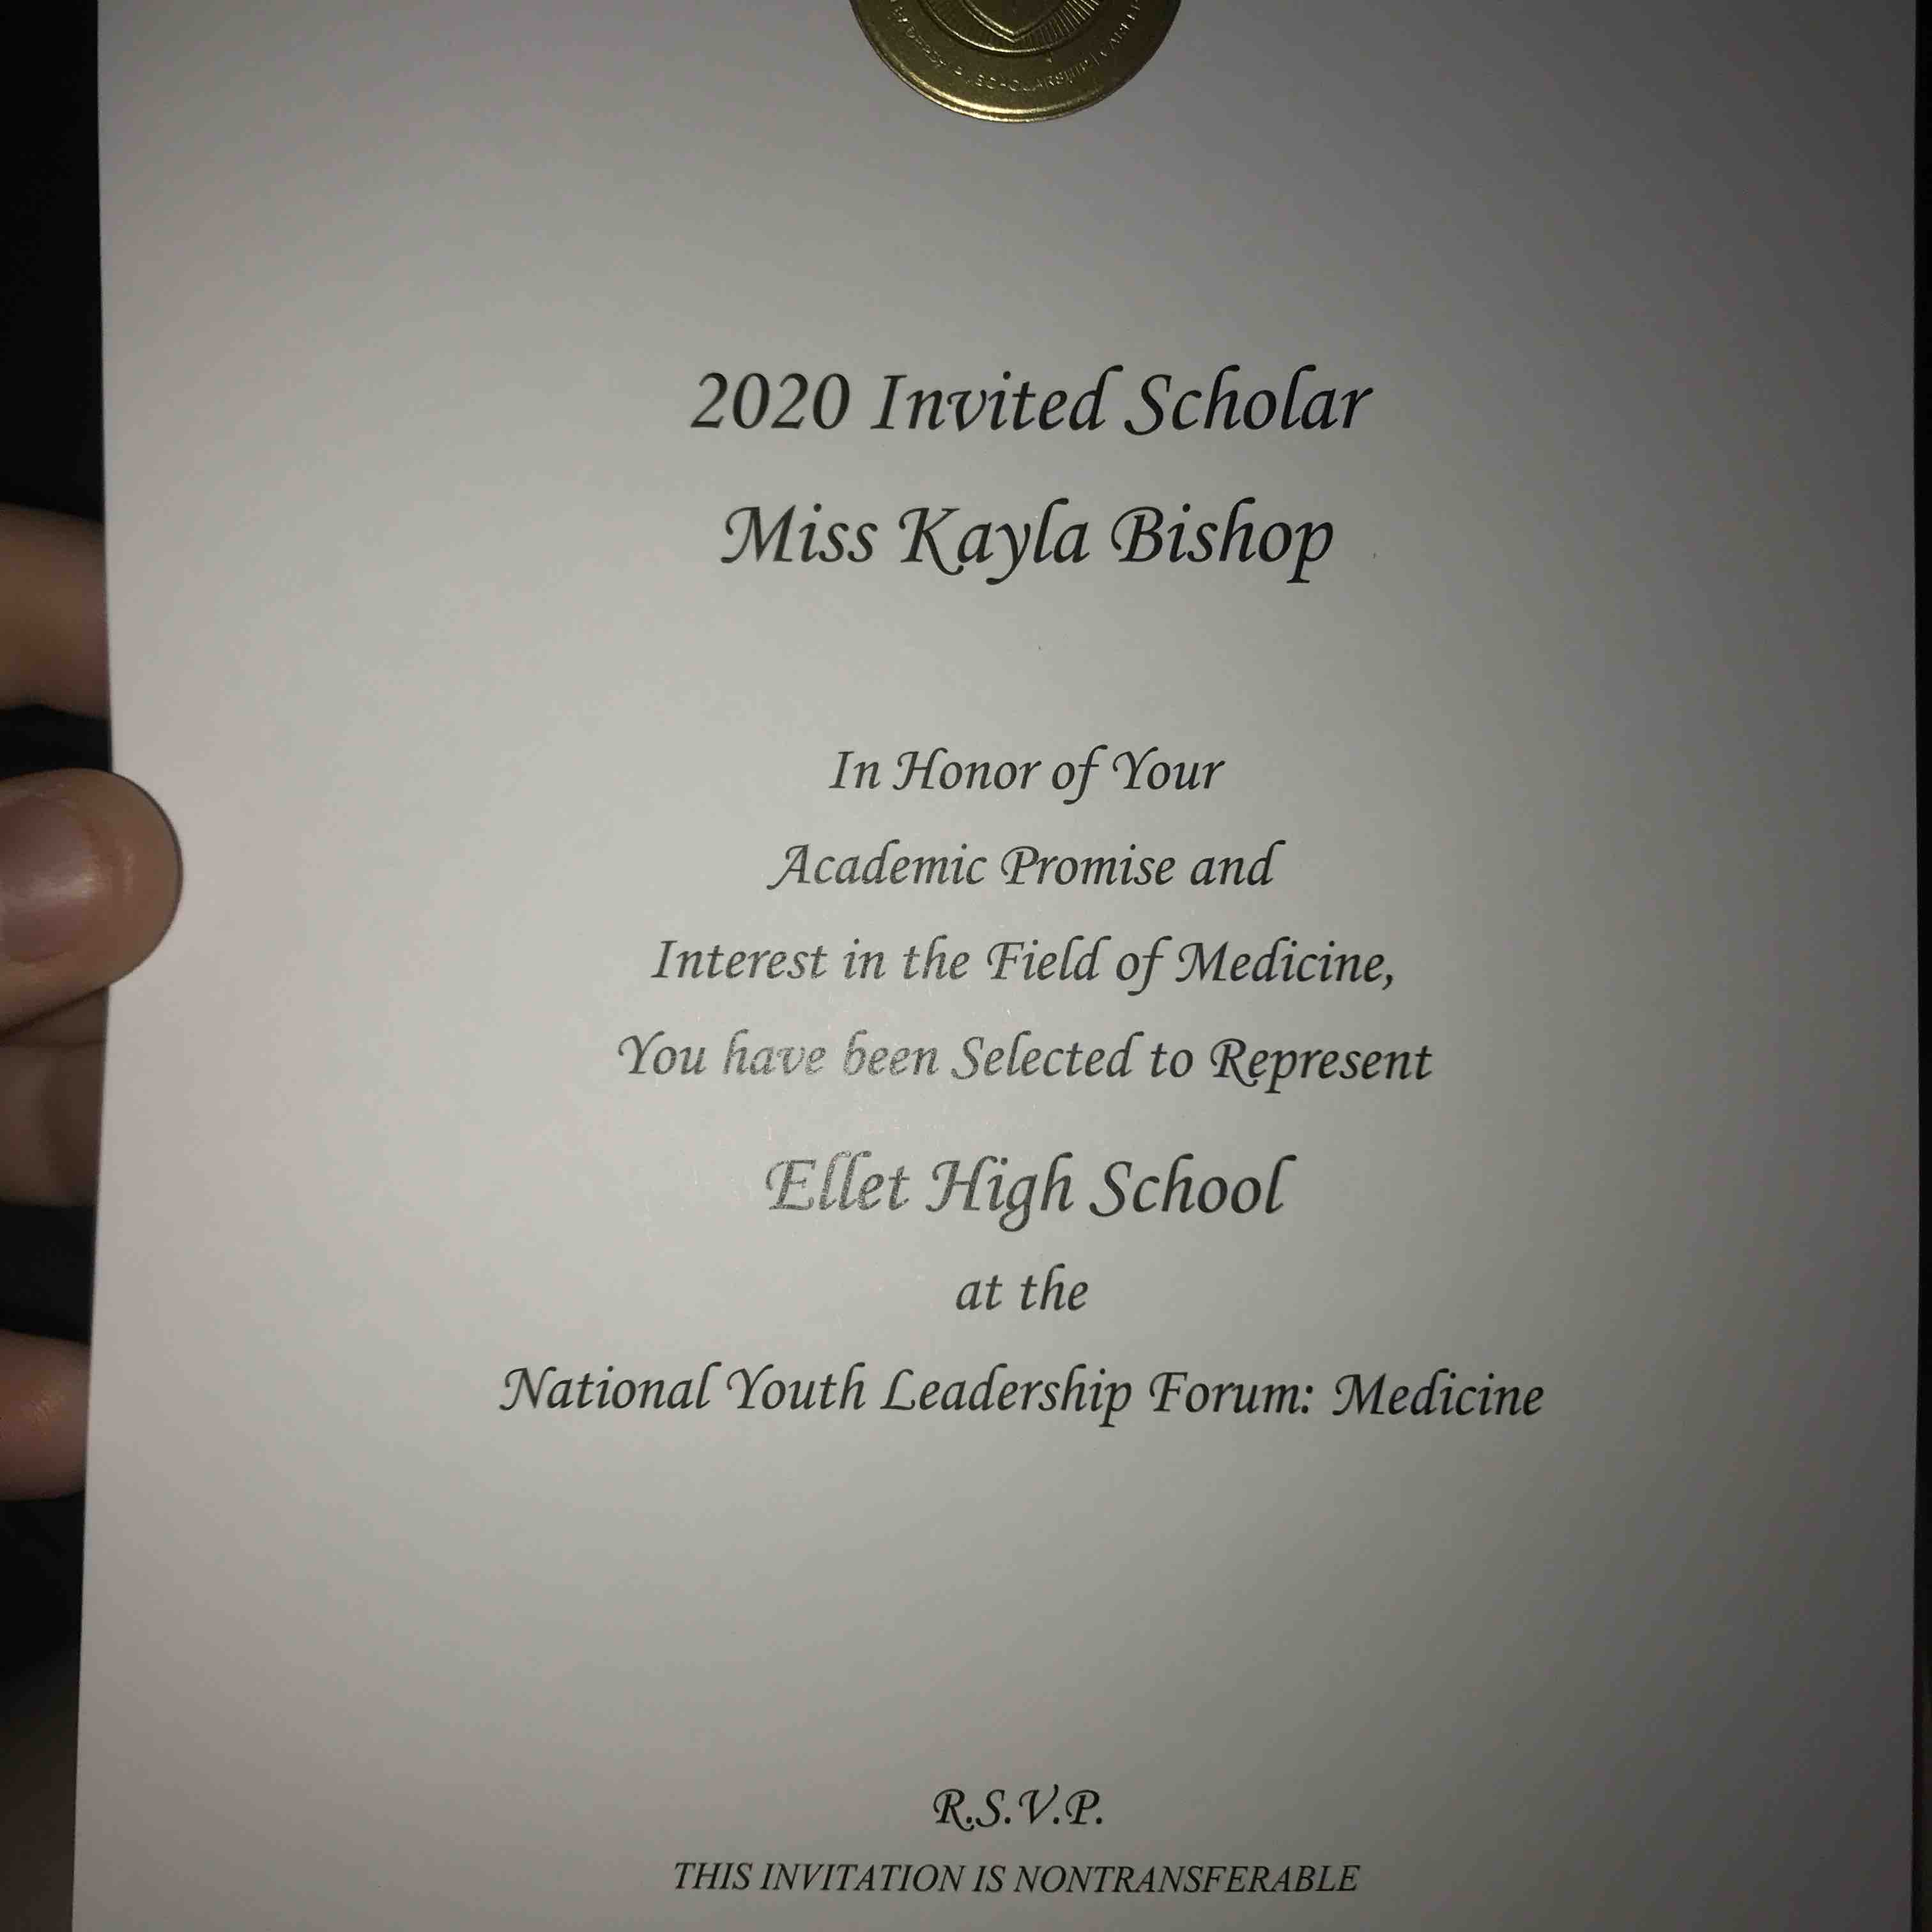 SCHOLARSHIP
2020 Invited Scholar
Miss Kayla Bishop
In Honor of Your
Academic Promise and
Interest in the Field of Medicine,
You have been Selected to Represent
Ellet High School
at the
National Youth Leadership Forum: Medicine
R.S.V.P.
THIS INVITATION IS NONTRANSFERABLE